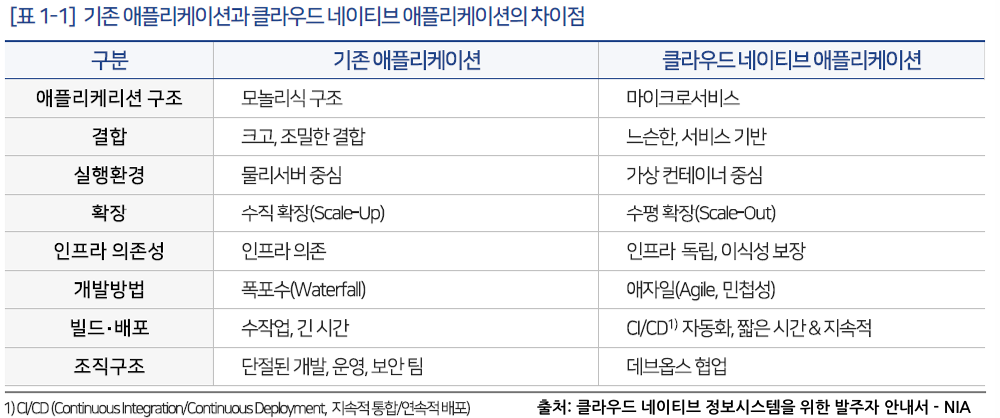 [표 1-1] 기존 애플리케이션과 클라우드 네이티브 애플리케이션의 차이점
구분 기존 애플리케이션 클라우드 네이티브 애플리케이션
애플리케리션 구조 모놀리식 구조 마이크로서비스
결합 크고, 조밀한 결합 느슨한, 서비스 기반
실행환경 물리서버 중심 가상 컨테이너 중심
확장 수직 확장(Scale-Up) 수평 확장(Scale-Out)
인프라 의존성 인프라 의존 인프라 독립, 이식성 보장
개발방법 폭포수(Waterfall) 애자일(Agile, 민첩성)
빌드·배포 수작업, 긴 시간 CI/CD1) 자동화, 짧은 시간 & 지속적
조직구조 단절된 개발, 운영, 보안 팀 데브옵스 협업
1) CI/CD (Continuous Integration/Continuous Deployment, 지속적 통합/연속적 배포) 출처: 클라우드 네이티브 정보시스템을 위한 발주자 안내서 - NIA